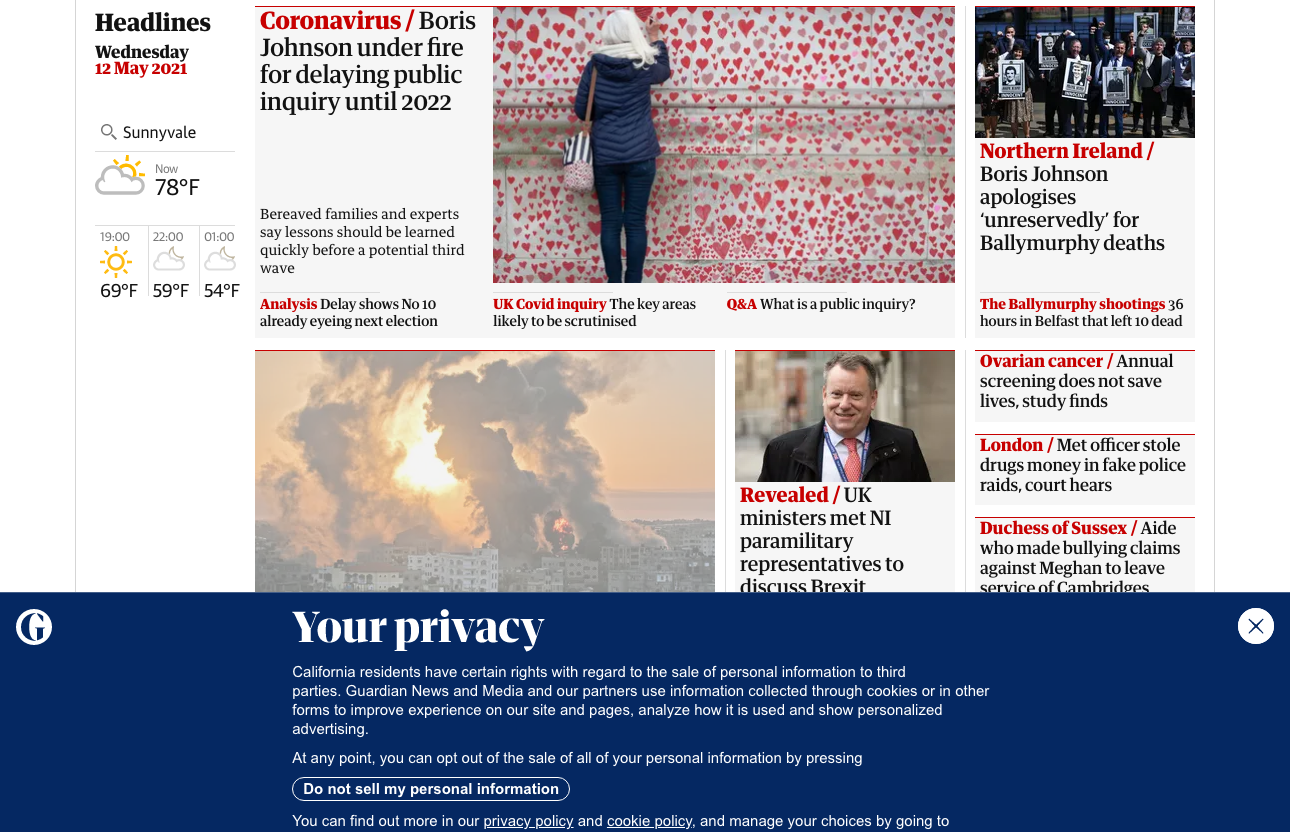 Headlines
Wednesday
12 May 2021
Sunnyvale
Now
78°F
19:00
22:00
01:00
69°F
59°F
54°F
Coronavirus / Boris
Johnson under fire
for delaying public
inquiry until 2022
Bereaved families and experts
say lessons should be learned
quickly before a potential third
wave
Analysis Delay shows No 10
already eyeing next election
UK Covid inquiry The key areas
likely to be scrutinised
Q&A What is a public inquiry?
INNOCENT
INNOCENT
INNOCENT
Northern Ireland /
Boris Johnson
apologises
‘unreservedly’ for
Ballymurphy deaths
The Ballymurphy shootings 36
hours in Belfast that left 10 dead
Revealed / UK
ministers met NI
paramilitary
representatives to
discuss Brexit
Ovarian cancer / Annual
screening does not save
lives, study finds
London / Met officer stole
drugs money in fake police
raids, court hears
Duchess of Sussex / Aide
who made bullying claims
against Meghan to leave
service of Cambridges
G
Your privacy
California residents have certain rights with regard to the sale of personal information to third
parties. Guardian News and Media and our partners use information collected through cookies or in other
forms to improve experience on our site and pages, analyze how it is used and show personalized
advertising.
At any point, you can opt out of the sale of all of your personal information by pressing
Do not sell my personal information
You can find out more in our privacy policy and cookie policy, and manage your choices by going to